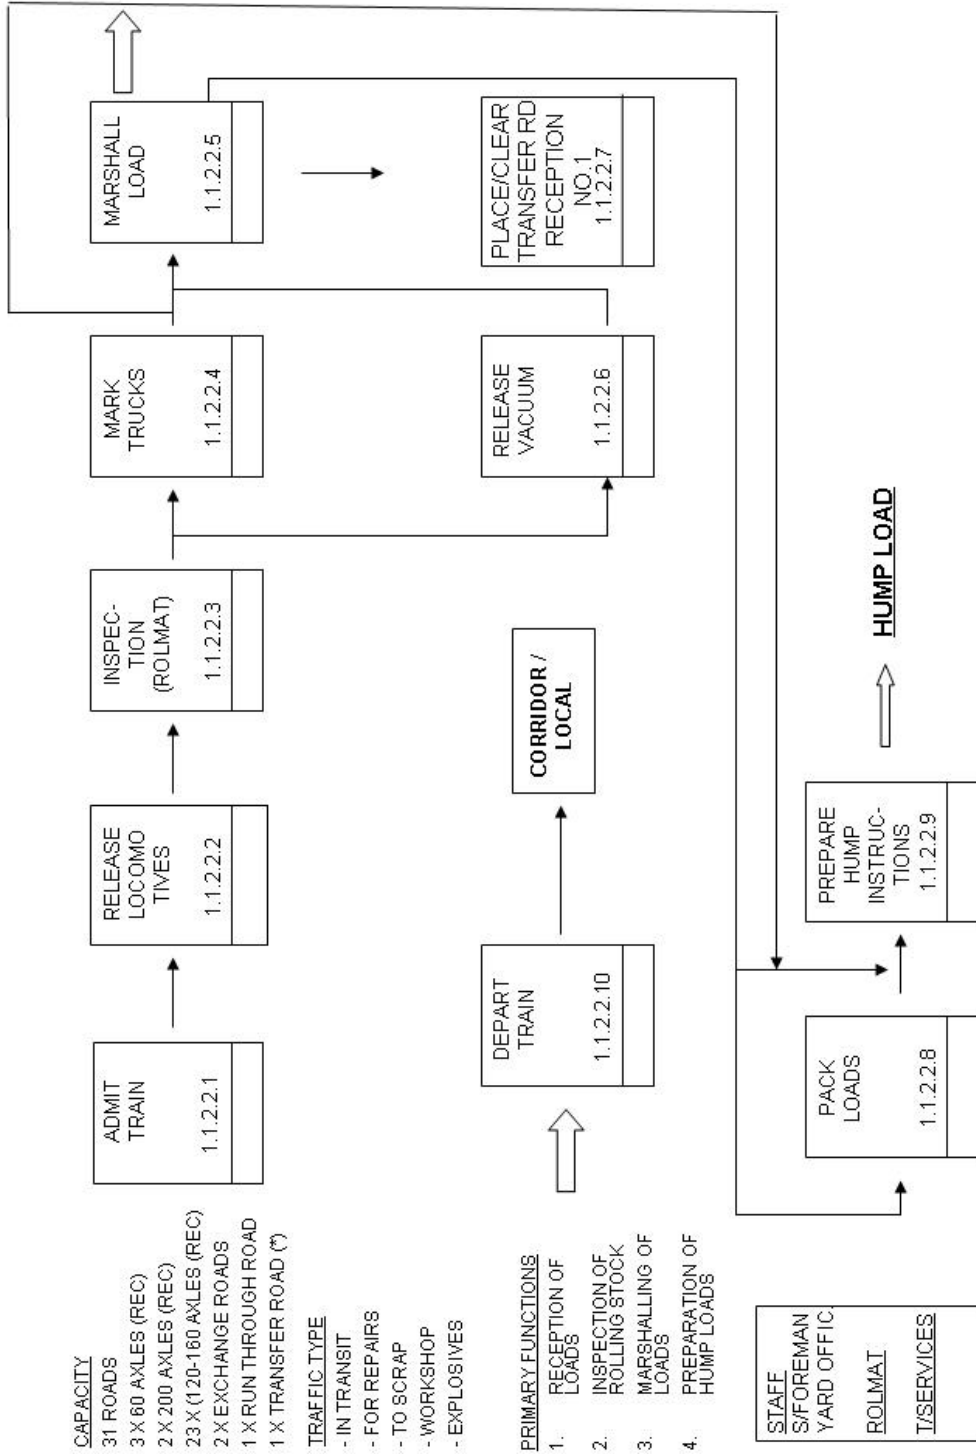 CAPACITY
31 ROADS
3 X 60 AXLES (REC)
2 X 200 AXLES (REC)
23 X (120-160 AXLES (REC)
2 X EXCHANGE ROADS
1 X RUN THROUGH ROAD
1 X TRANSFER ROAD (*)
TRAFFIC TYPE
- IN TRANSIT
- FOR REPAIRS
- TO SCRAP
- WORKSHOP
- EXPLOSIVES
PRIMARY FUNCTIONS
1. RECEPTION OF
LOADS
2. INSPECTION OF
ROLLING STOCK
3. MARSHALLING OF
LOADS
4. PREPARATION OF
HUMP LOADS
STAFF
S/FOREMAN
YARD OFFIC.
ROLMAT
T/SERVICES
ADMIT
TRAIN
1.1.2.2.1
RELEASE
LOCOMO
TIVES
1.1.2.2.2
INSPEC-
TION
(ROLMAT)
1.1.2.2.3
MARK
TRUCKS
1.1.2.2.4
MARSHALL
LOAD
1.1.2.2.5
RELEASE
VACUUM
1.1.2.2.6
PLACE/CLEAR
TRANSFER RD
RECEPTION
NO.1
1.1.2.2.7
DEPART
TRAIN
1.1.2.2.10
CORRIDOR /
LOCAL
PACK
LOADS
1.1.2.2.8
PREPARE
HUMP
INSTRUC-
TIONS
1.1.2.2.9
HUMP LOAD